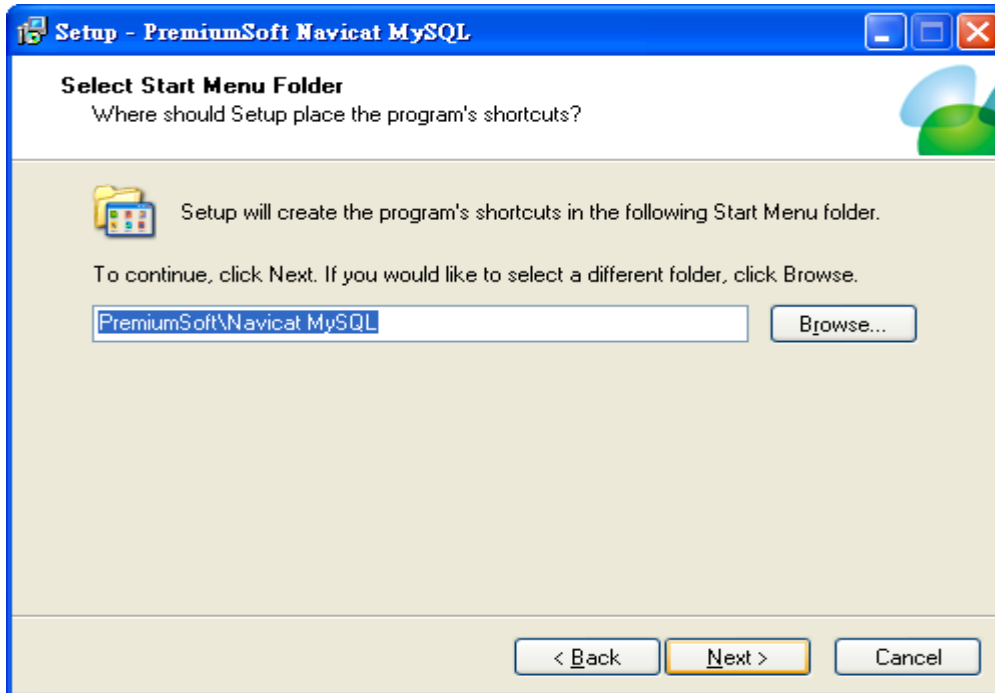 Setup - PremiumSoft Navicat MySQL
Select Start Menu Folder
Where should Setup place the program's shortcuts?
Setup will create the program's shortcuts in the following Start Menu folder.
To continue, click Next. If you would like to select a different folder, click Browse.
PremiumSoft\Navicat MySQL
Browse...
< Back
Next >
Cancel